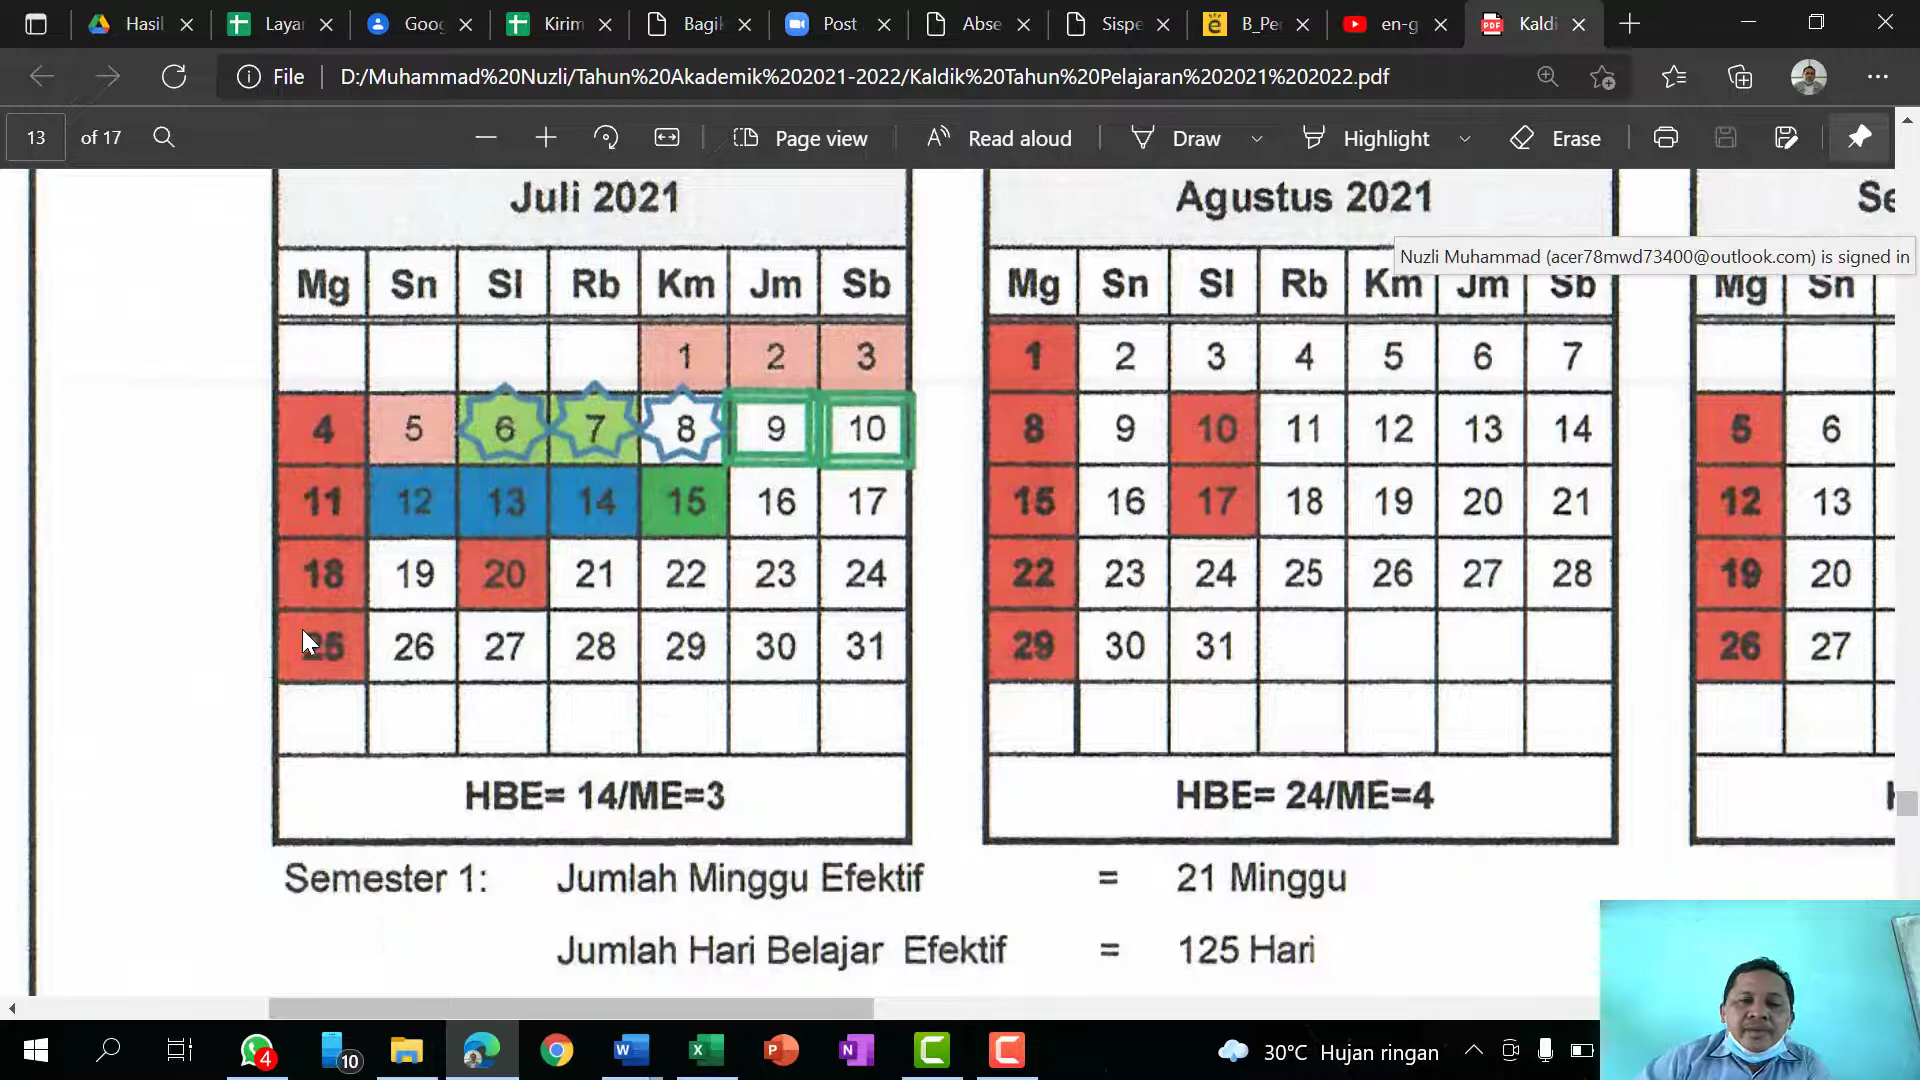 Hasil Layar Goog Kirim Bagik Post Abse Sispe B_Pe en-g Kaldi
File D:/Muhammad%20Nuzli/Tahun%20Akademik%202021-2022/Kaldik%20Tahun%20Pelajaran%202021%202022.pdf
13 of 17 Page view Read aloud Draw Highlight Erase
Nuzli Muhammad (acer78mwd73400@outlook.com) is signed in
Juli 2021
Mg Sn Sl Rb Km Jm Sb
1 2 3
4 5 6 7 8 9 10
11 12 13 14 15 16 17
18 19 20 21 22 23 24
25 26 27 28 29 30 31
HBE= 14/ME=3
Agustus 2021
Mg Sn Sl Rb Km Jm Sb
1 2 3 4 5 6 7
8 9 10 11 12 13 14
15 16 17 18 19 20 21
22 23 24 25 26 27 28
29 30 31
HBE= 24/ME=4
Se
Mg Sn
5 6
12 13
19 20
26 27
Semester 1: Jumlah Minggu Efektif = 21 Minggu
Jumlah Hari Belajar Efektif = 125 Hari
4 10 30°C Hujan ringan